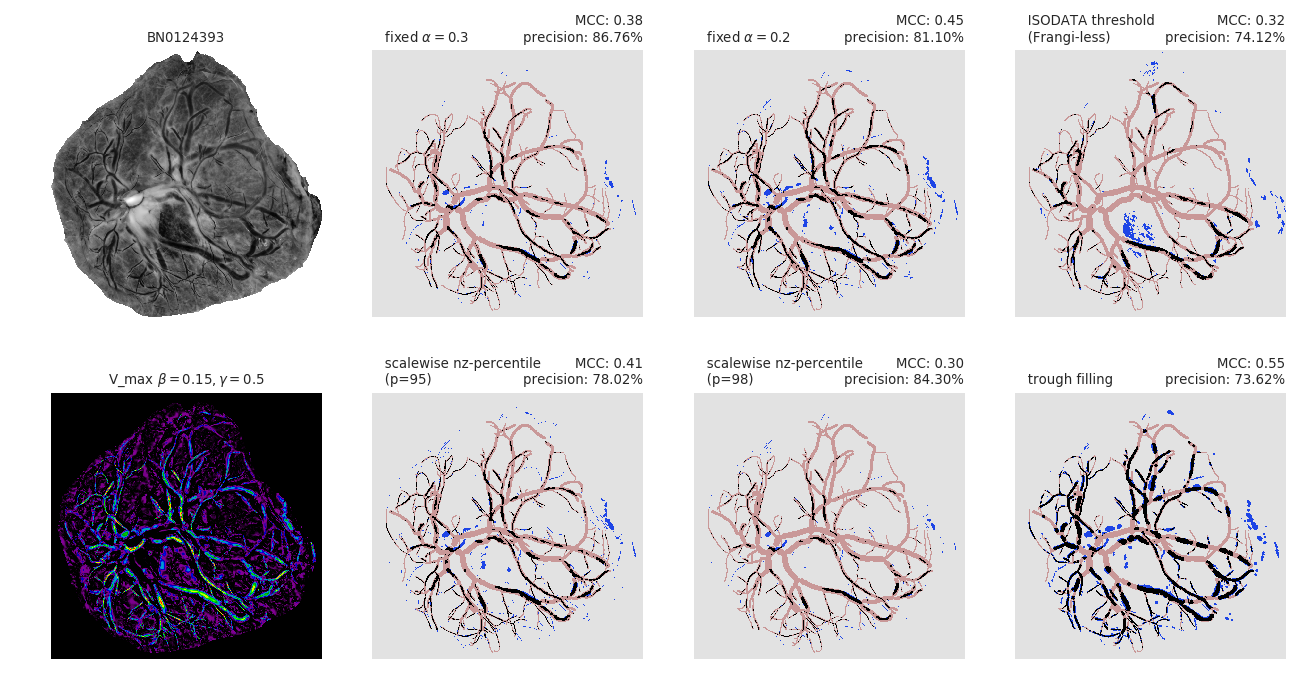 BN0124393
fixed α = 0.3
MCC: 0.38
precision: 86.76%
fixed α = 0.2
MCC: 0.45
precision: 81.10%
ISODATA threshold
(Frangi-less)
MCC: 0.32
precision: 74.12%
V_max β = 0.15, γ = 0.5
scalewise nz-percentile
(p=95)
MCC: 0.41
precision: 78.02%
scalewise nz-percentile
(p=98)
MCC: 0.30
precision: 84.30%
trough filling
MCC: 0.55
precision: 73.62%